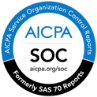 AICPA Service Organization Control Reports
AICPA
SOC
aicpa.org/soc
Formerly SAS 70 Reports